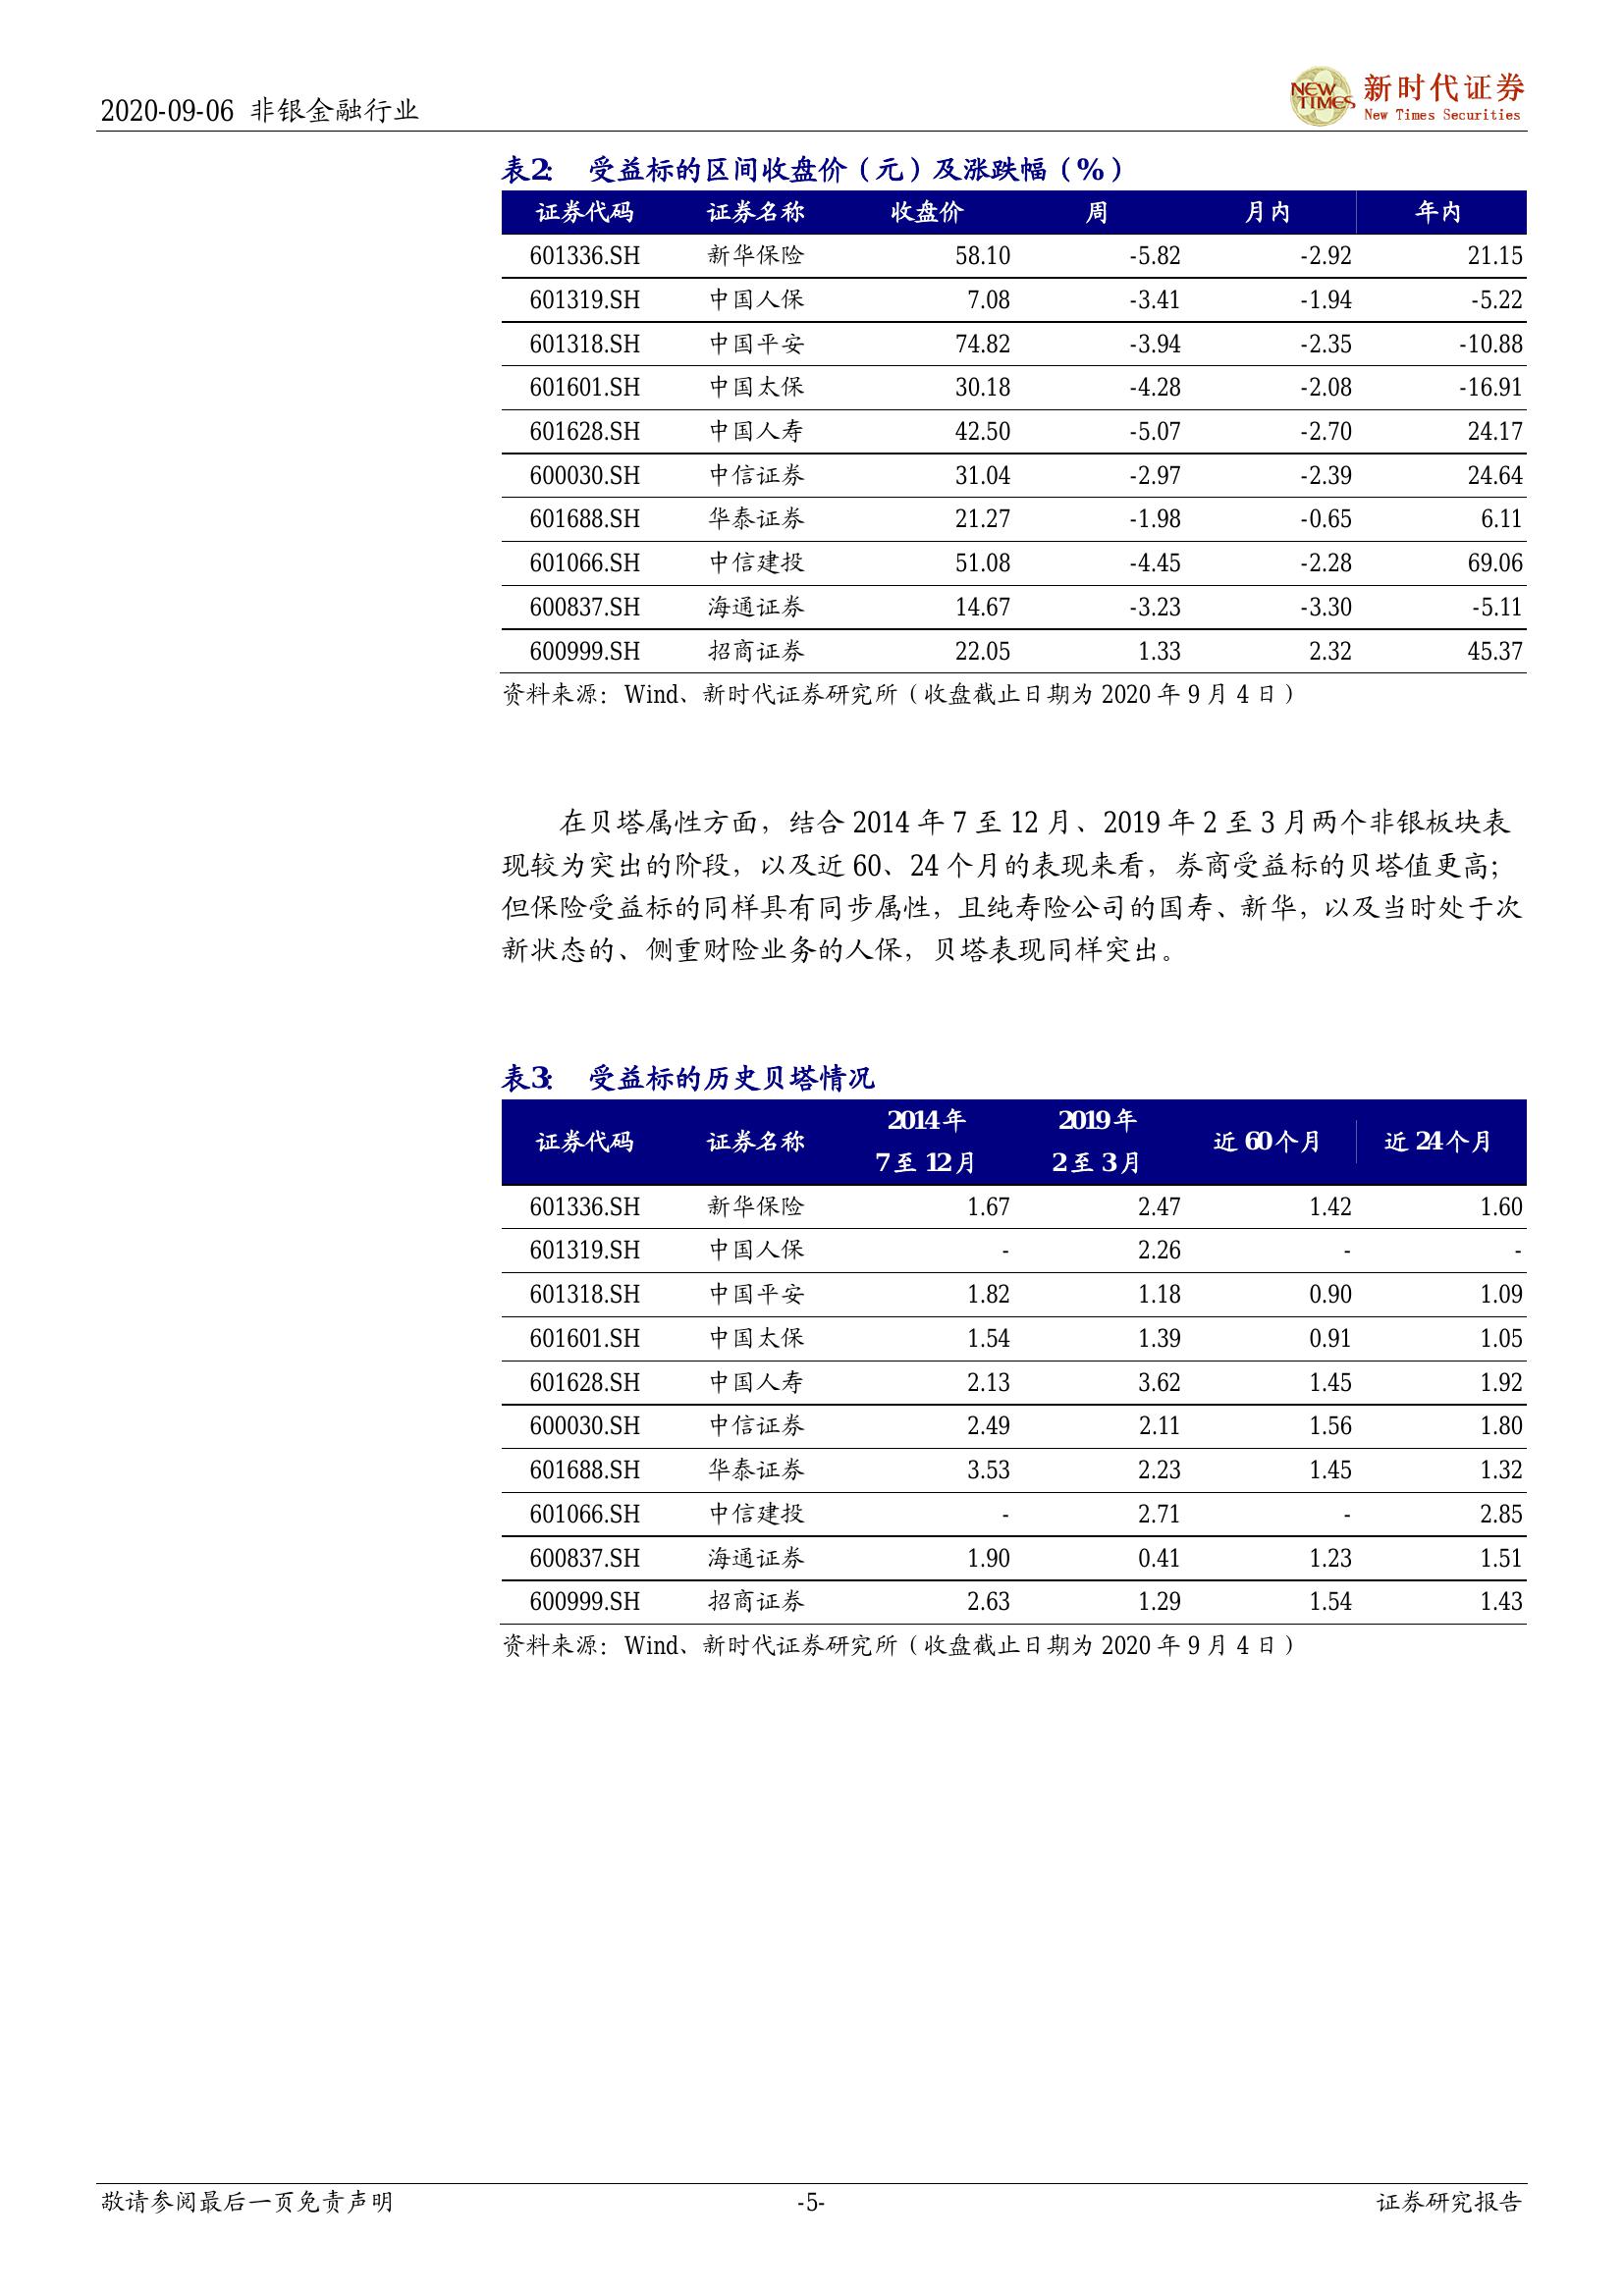 2020-09-06 非银金融行业
NEW TIMES 新时代证券
New Times Securities
表2: 受益标的区间收盘价（元）及涨跌幅（%）
证券代码 证券名称 收盘价 周 月内 年内
601336.SH 新华保险 58.10 -5.82 -2.92 21.15
601319.SH 中国人保 7.08 -3.41 -1.94 -5.22
601318.SH 中国平安 74.82 -3.94 -2.35 -10.88
601601.SH 中国太保 30.18 -4.28 -2.08 -16.91
601628.SH 中国人寿 42.50 -5.07 -2.70 24.17
600030.SH 中信证券 31.04 -2.97 -2.39 24.64
601688.SH 华泰证券 21.27 -1.98 -0.65 6.11
601066.SH 中信建投 51.08 -4.45 -2.28 69.06
600837.SH 海通证券 14.67 -3.23 -3.30 -5.11
600999.SH 招商证券 22.05 1.33 2.32 45.37
资料来源：Wind、新时代证券研究所（收盘截止日期为 2020 年 9 月 4 日）
在贝塔属性方面，结合 2014 年 7 至 12 月、2019 年 2 至 3 月两个非银板块表
现较为突出的阶段，以及近 60、24 个月的表现来看，券商受益标的贝塔值更高；
但保险受益标的同样具有同步属性，且纯寿险公司的国寿、新华，以及当时处于次
新状态的、侧重财险业务的人保，贝塔表现同样突出。
表3: 受益标的历史贝塔情况
证券代码 证券名称 2014年 7至12月 2019年 2至3月 近60个月 近24个月
601336.SH 新华保险 1.67 2.47 1.42 1.60
601319.SH 中国人保 - 2.26 - -
601318.SH 中国平安 1.82 1.18 0.90 1.09
601601.SH 中国太保 1.54 1.39 0.91 1.05
601628.SH 中国人寿 2.13 3.62 1.45 1.92
600030.SH 中信证券 2.49 2.11 1.56 1.80
601688.SH 华泰证券 3.53 2.23 1.45 1.32
601066.SH 中信建投 - 2.71 - 2.85
600837.SH 海通证券 1.90 0.41 1.23 1.51
600999.SH 招商证券 2.63 1.29 1.54 1.43
资料来源：Wind、新时代证券研究所（收盘截止日期为 2020 年 9 月 4 日）
敬请参阅最后一页免责声明 -5- 证券研究报告